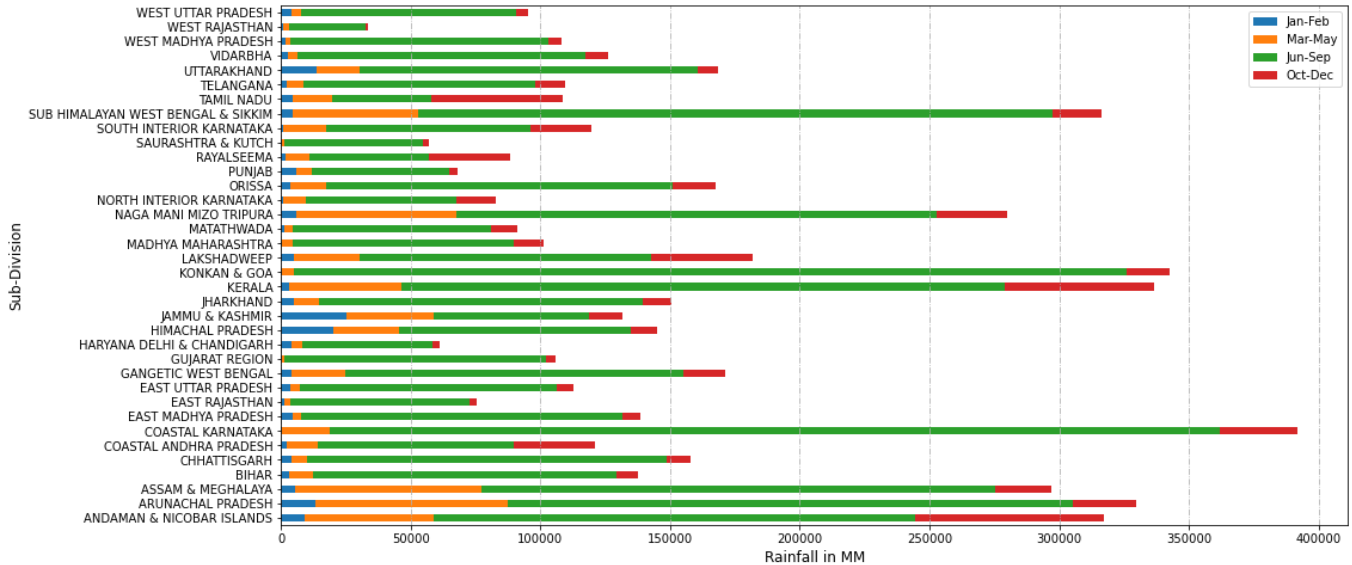 WEST UTTAR PRADESH
WEST RAJASTHAN
WEST MADHYA PRADESH
VIDARBHA
UTTARAKHAND
TELANGANA
TAMIL NADU
SUB HIMALAYAN WEST BENGAL & SIKKIM
SOUTH INTERIOR KARNATAKA
SAURASHTRA & KUTCH
RAYALSEEMA
PUNJAB
ORISSA
NORTH INTERIOR KARNATAKA
NAGA MANI MIZO TRIPURA
MATATHWADA
MADHYA MAHARASHTRA
LAKSHADWEEP
KONKAN & GOA
KERALA
JHARKHAND
JAMMU & KASHMIR
HIMACHAL PRADESH
HARYANA DELHI & CHANDIGARH
GUJARAT REGION
GANGETIC WEST BENGAL
EAST UTTAR PRADESH
EAST RAJASTHAN
EAST MADHYA PRADESH
COASTAL KARNATAKA
COASTAL ANDHRA PRADESH
CHHATTISGARH
BIHAR
ASSAM & MEGHALAYA
ARUNACHAL PRADESH
ANDAMAN & NICOBAR ISLANDS
Sub-Division
Jan-Feb
Mar-May
Jun-Sep
Oct-Dec
0 50000 100000 150000 200000 250000 300000 350000 400000
Rainfall in MM